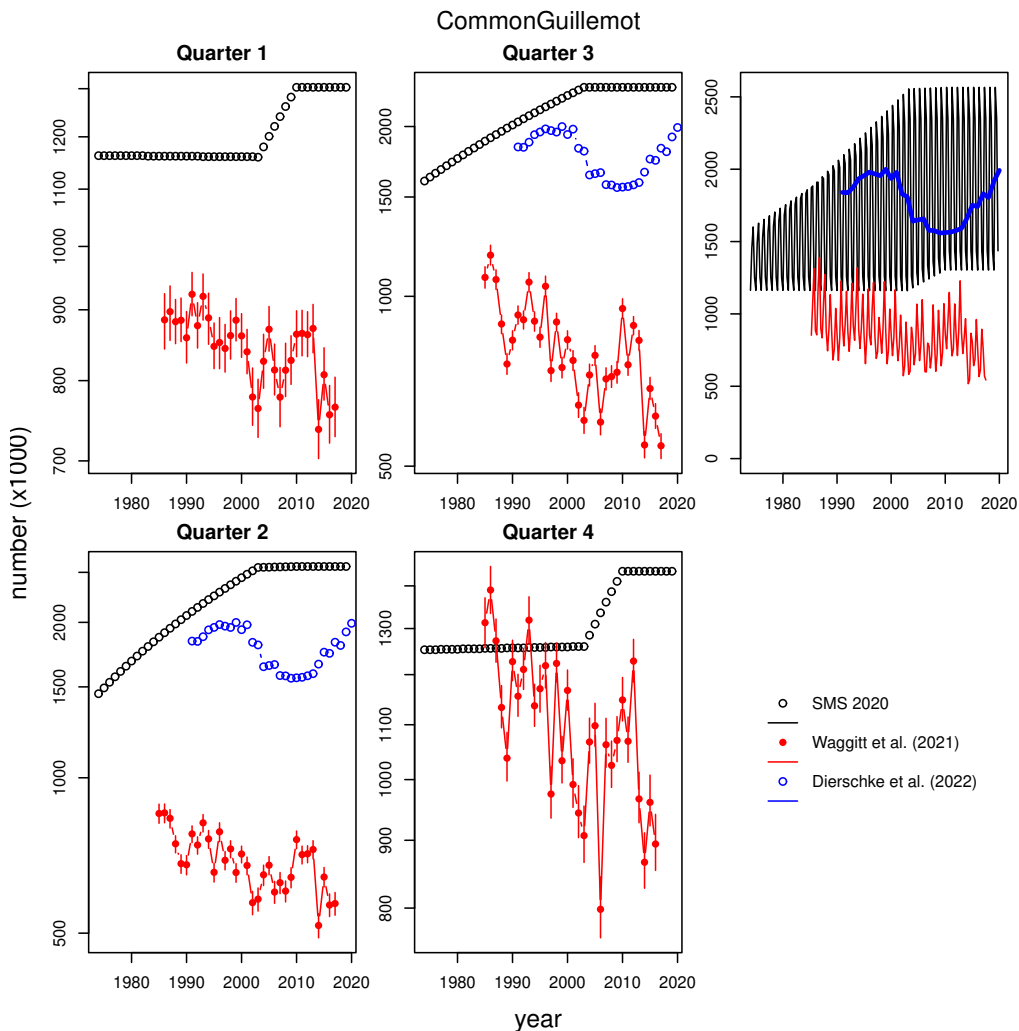 CommonGuillemot
Quarter 1
Quarter 3
700 800 900 1000 1100 1200
500 1000 1500 2000
0 500 1000 1500 2000 2500
1980 1990 2000 2010 2020
1980 1990 2000 2010 2020
1980 1990 2000 2010 2020
number (x1000)
Quarter 2
Quarter 4
500 1000 1500 2000
800 900 1000 1100 1300
SMS 2020
Waggitt et al. (2021)
Dierschke et al. (2022)
1980 1990 2000 2010 2020
1980 1990 2000 2010 2020
year